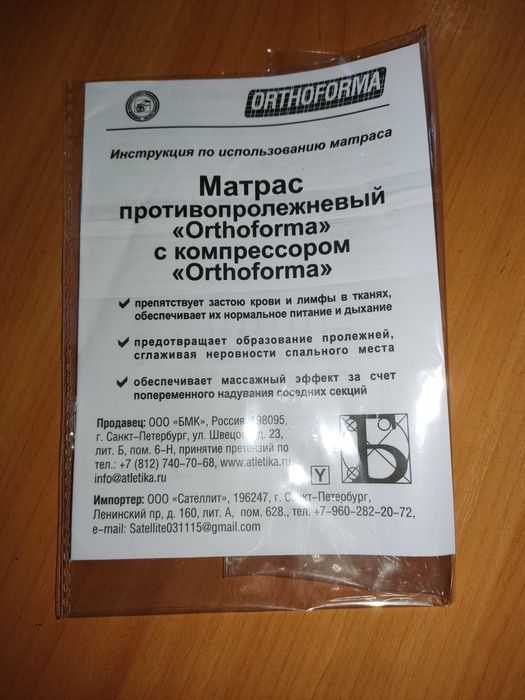 ORTHOFORMA
Инструкция по использованию матраса
Матрас
противопролежневый
«Orthoforma»
с компрессором
«Orthoforma»
препятствует застою крови и лимфы в тканях,
обеспечивает их нормальное питание и дыхание
предотвращает образование пролежней,
сглаживая неровности спального места
обеспечивает массажный эффект за счет
попеременного надувания соседних секций
Продавец: ООО «БМК», Россия, 198095,
г. Санкт-Петербург, ул. Швецова, д. 23,
лит. Б, пом. 6-Н, принятие претензий по
тел.: +7 (812) 740-70-68, www.atletika.ru
info@atletika.ru
Y
Б
Импортер: ООО «Сателлит», 196247, г. Санкт-Петербург,
Ленинский пр, д. 160, лит. А, пом. 628., тел. +7-960-282-20-72,
e-mail: Satellite031115@gmail.com